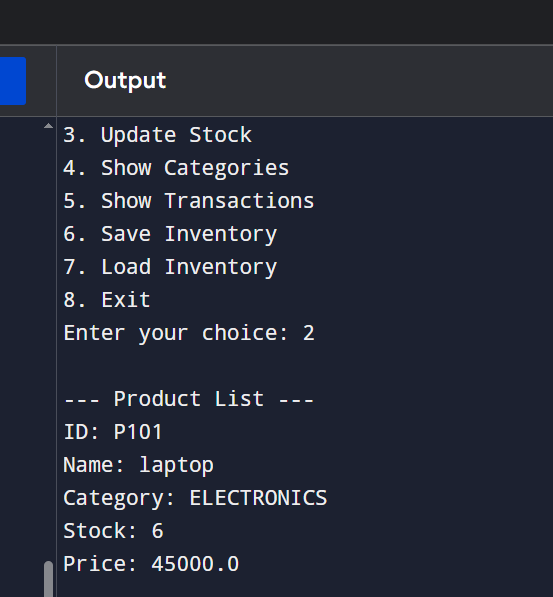 Output
3. Update Stock
4. Show Categories
5. Show Transactions
6. Save Inventory
7. Load Inventory
8. Exit
Enter your choice: 2
--- Product List ---
ID: P101
Name: laptop
Category: ELECTRONICS
Stock: 6
Price: 45000.0